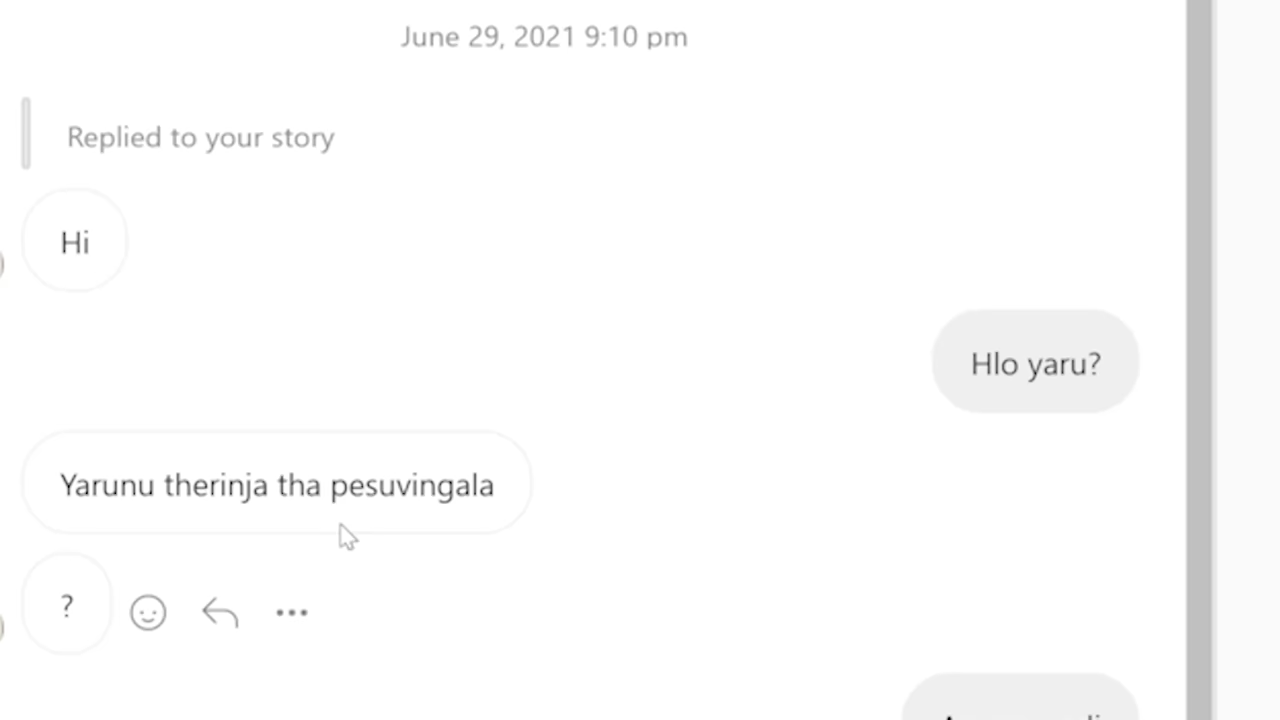 June 29, 2021 9:10 pm
Replied to your story
Hi
Hlo yaru?
Yarunu therinja tha pesuvingala
?